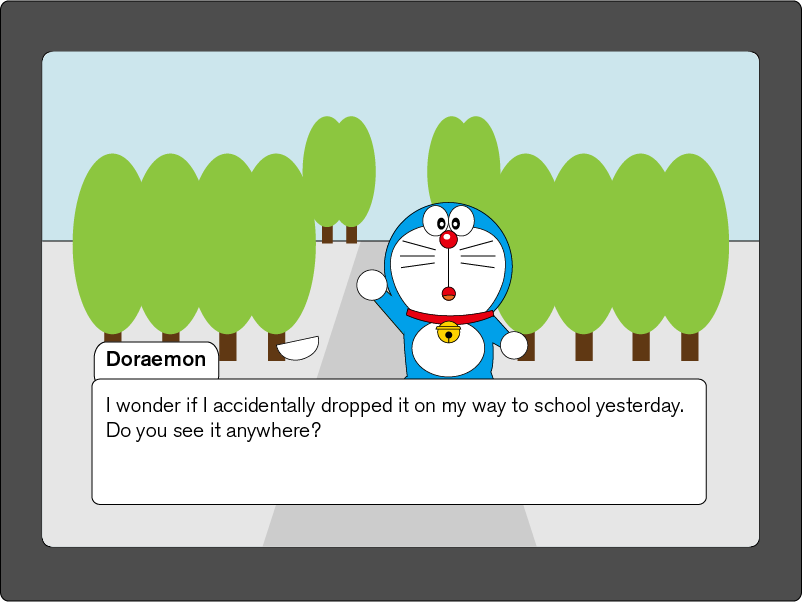 Doraemon
I wonder if I accidentally dropped it on my way to school yesterday.
Do you see it anywhere?